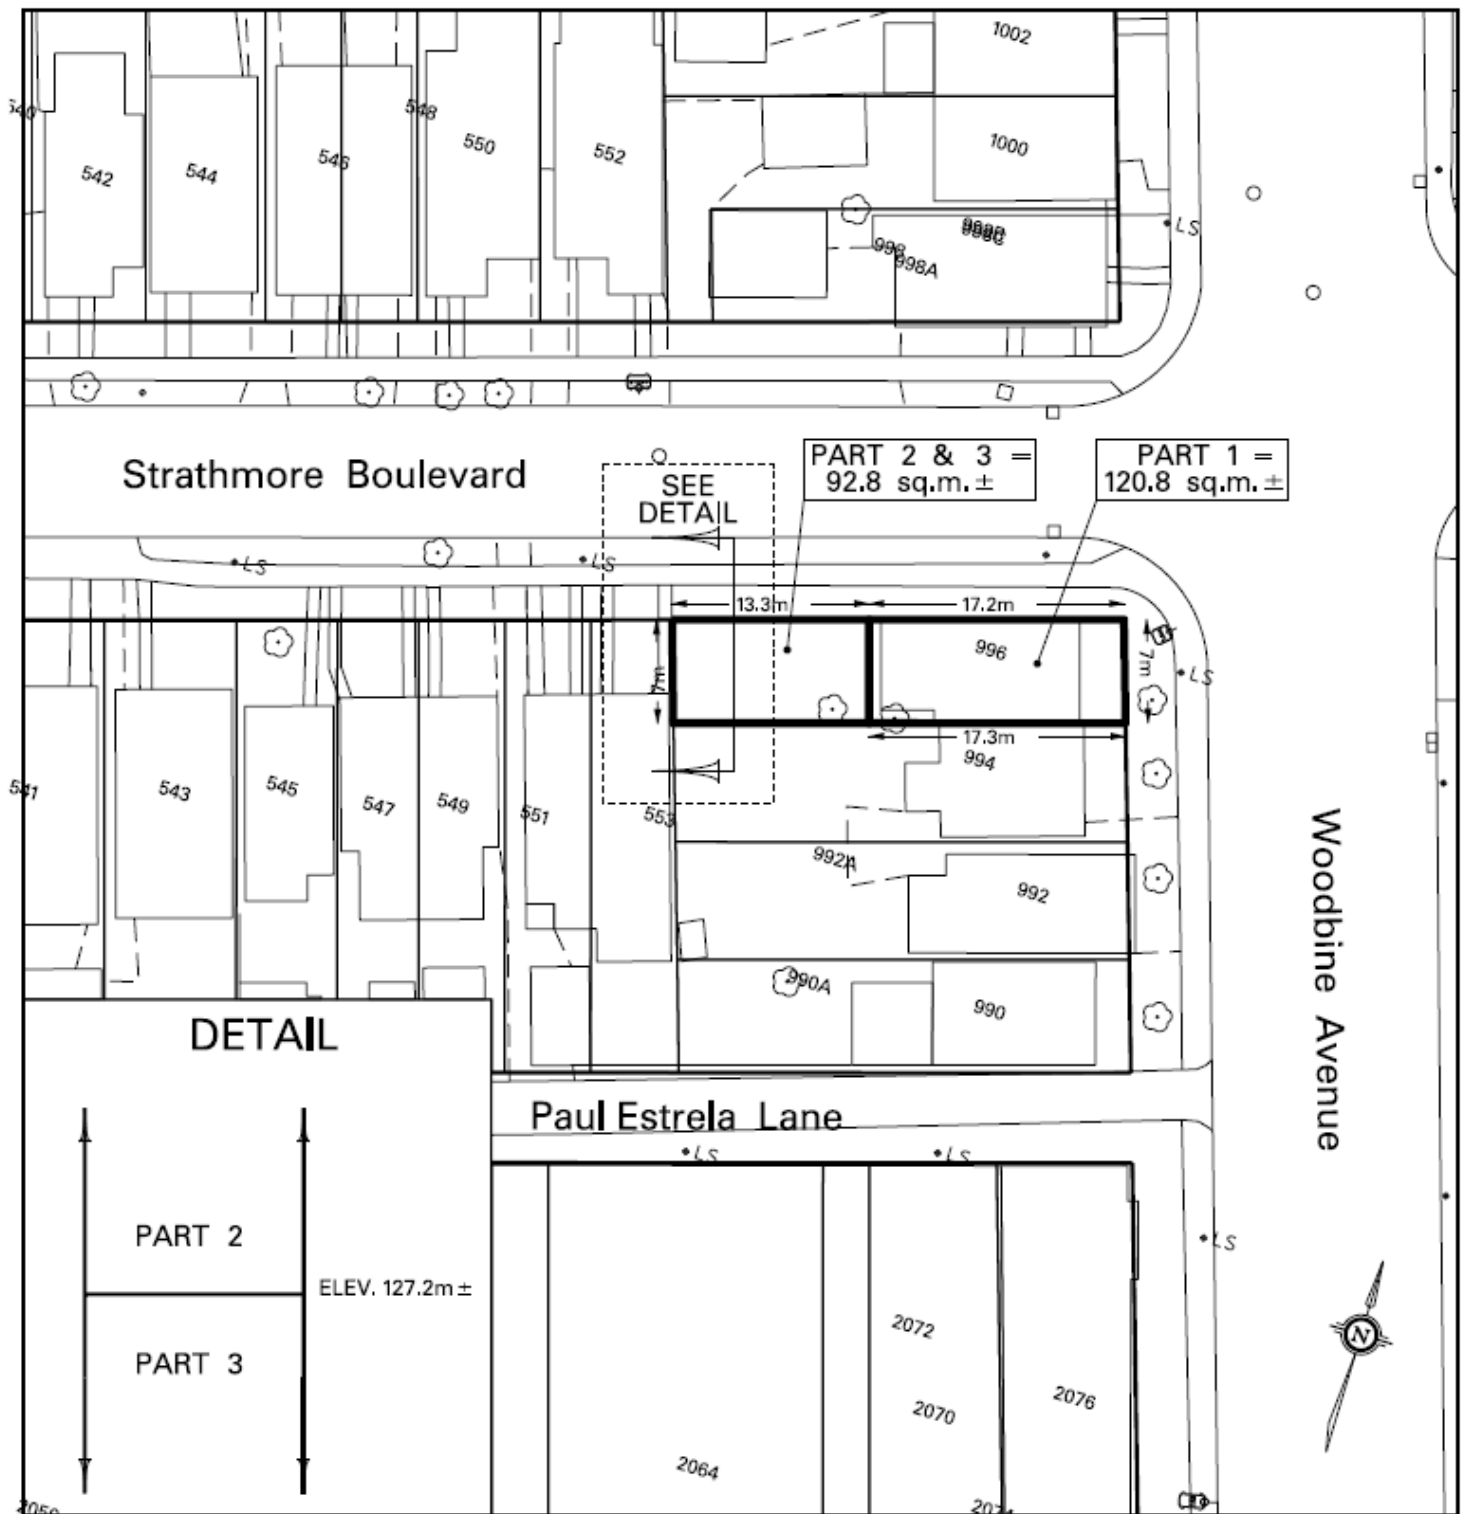 1002
540
548
550
552
1000
542
544
546
998
998A
LS
Strathmore Boulevard
SEE
DETAIL
PART 2 & 3 =
92.8 sq.m. ±
PART 1 =
120.8 sq.m. ±
LS
LS
13.3m
17.2m
7m
996
7m
LS
17.3m
994
541
543
545
547
549
551
553
992A
992
990A
990
Woodbine Avenue
DETAIL
Paul Estrela Lane
LS
LS
PART 2
ELEV. 127.2m ±
PART 3
LS
N
2072
2070
2076
2064